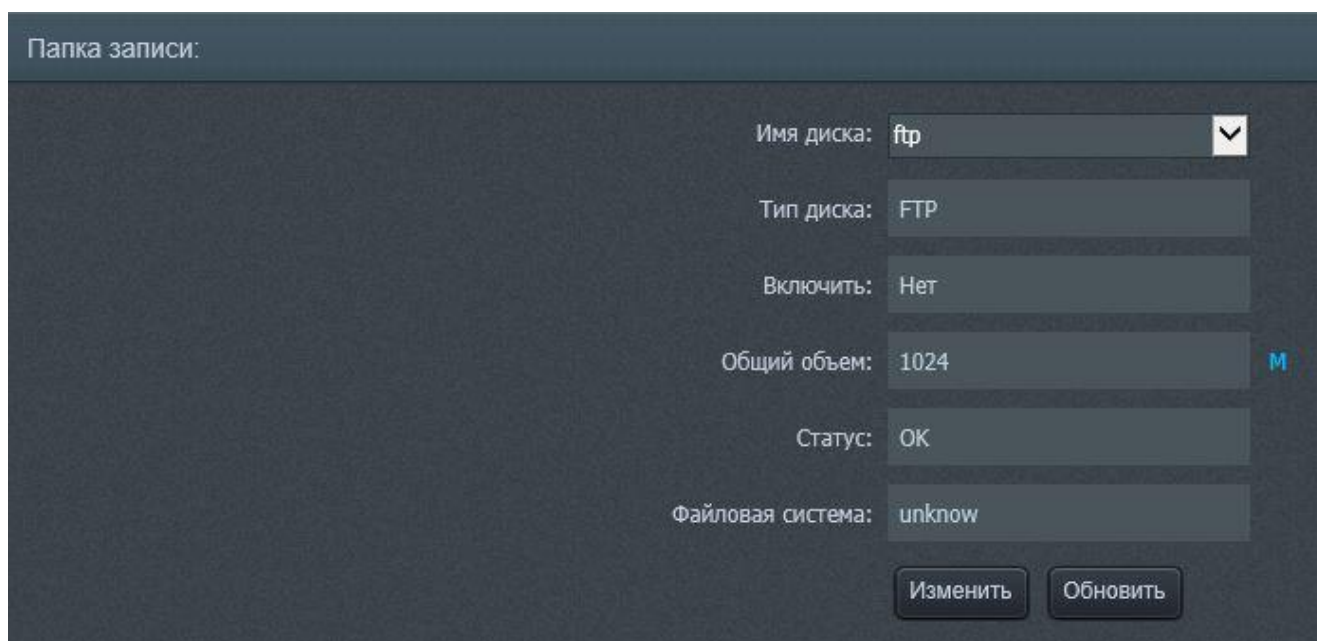 Папка записи:
Имя диска: ftp
Тип диска: FTP
Включить: Нет
Общий объем: 1024 M
Статус: OK
Файловая система: unknow
Изменить Обновить